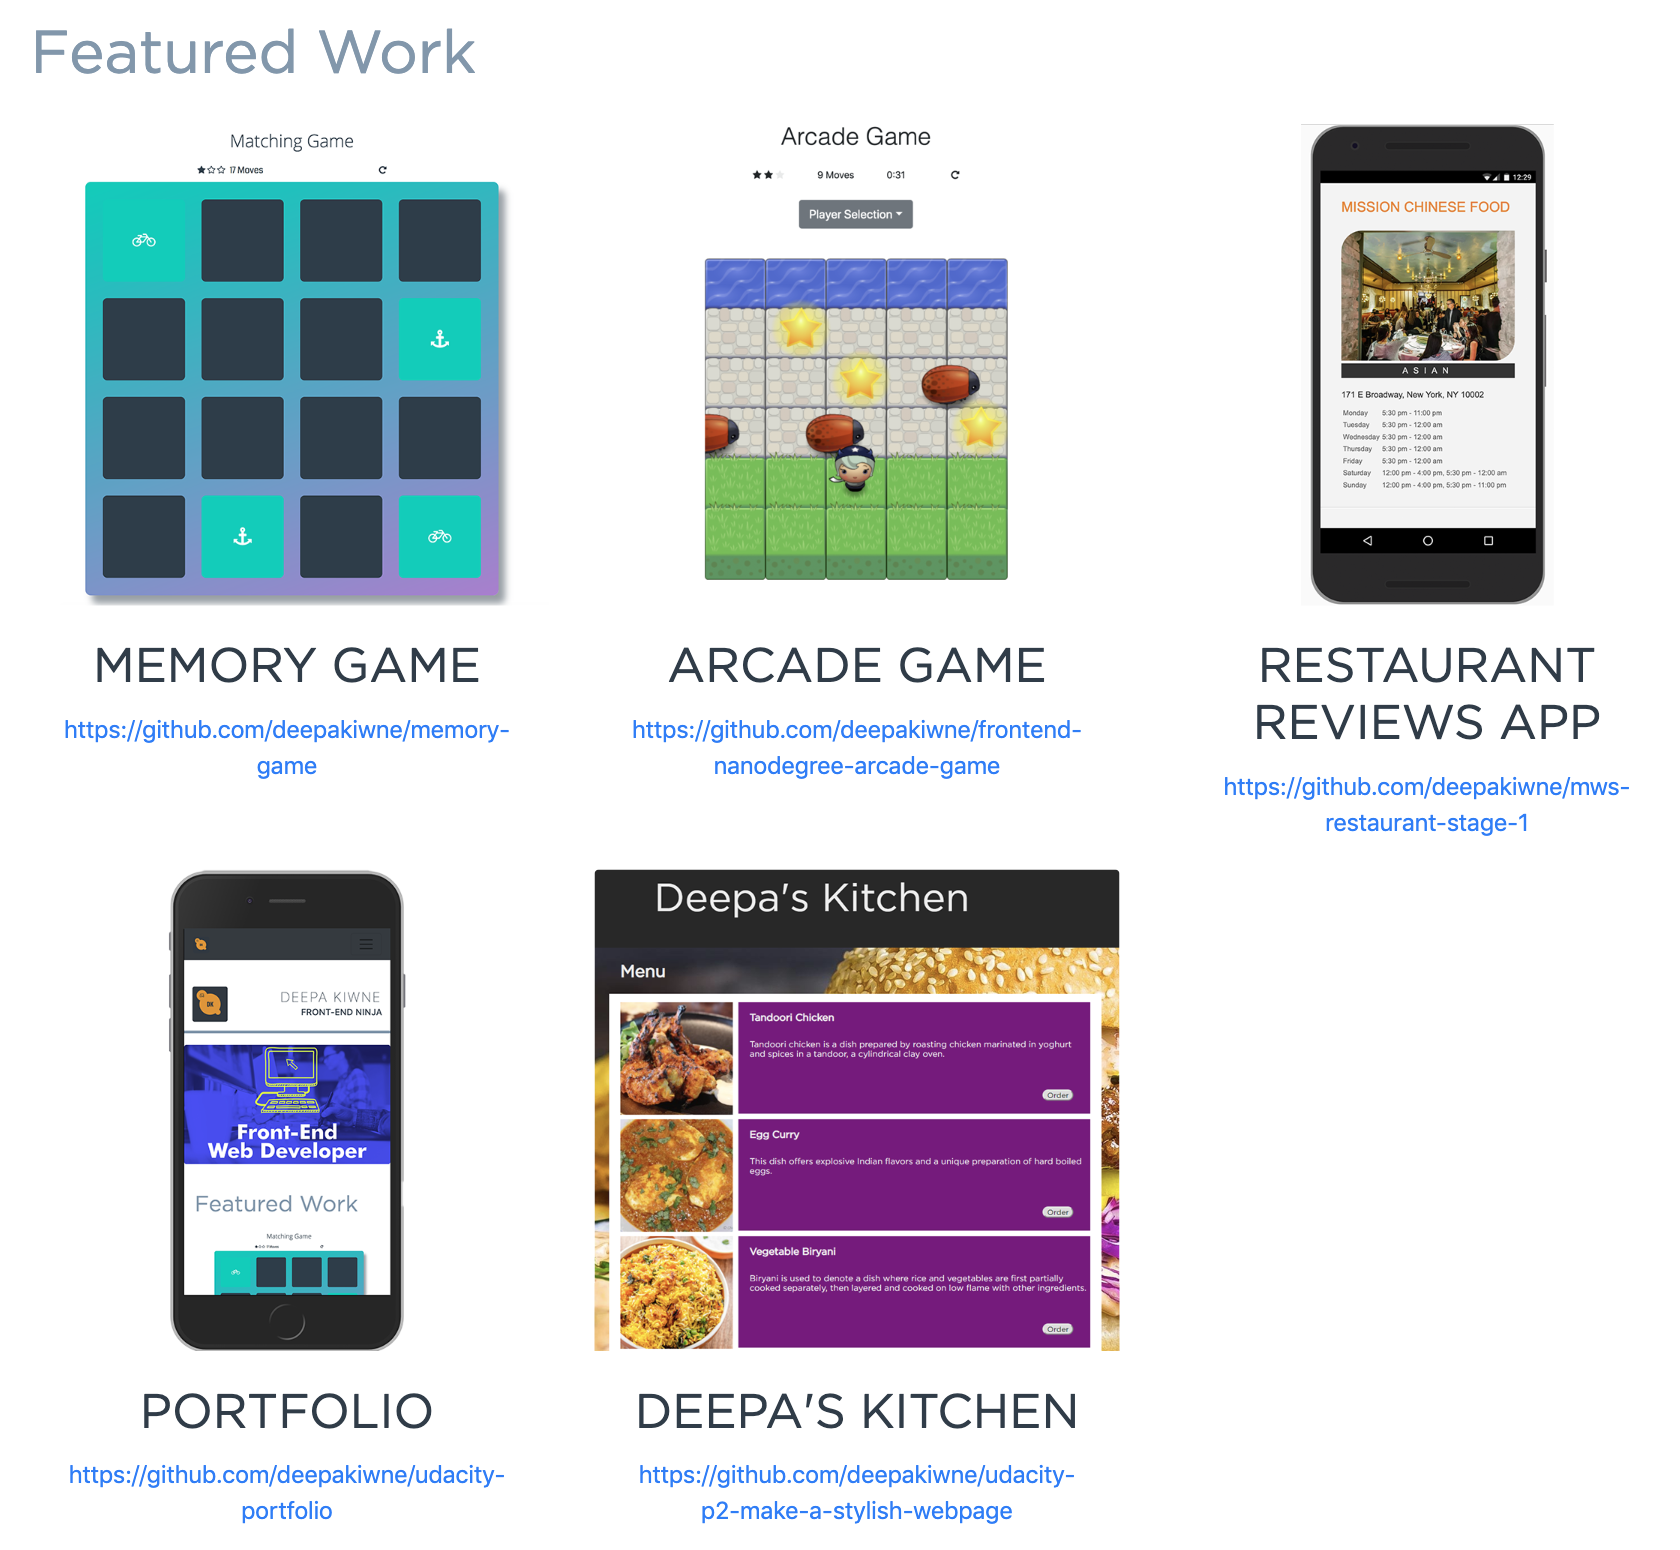 Featured Work
Matching Game
17 Moves
Arcade Game
9 Moves 0:31
Player Selection
12:29
MISSION CHINESE FOOD
ASIAN
171 E Broadway, New York, NY 10002
Monday 5:30 pm - 11:00 pm
Tuesday 5:30 pm - 12:00 am
Wednesday 5:30 pm - 12:00 am
Thursday 5:30 pm - 12:00 am
Friday 5:30 pm - 12:00 am
Saturday 12:00 pm - 4:00 pm, 5:30 pm - 12:00 am
Sunday 12:00 pm - 4:00 pm, 5:30 pm - 11:00 pm
MEMORY GAME
https://github.com/deepakiwne/memory-
game
ARCADE GAME
https://github.com/deepakiwne/frontend-
nanodegree-arcade-game
RESTAURANT
REVIEWS APP
https://github.com/deepakiwne/mws-
restaurant-stage-1
DK
DEEPA KIWNE
FRONT-END NINJA
Front-End
Web Developer
Featured Work
Matching Game
Deepa's Kitchen
Menu
Tandoori Chicken
Tandoori chicken is a dish prepared by roasting chicken marinated in yoghurt
and spices in a tandoor, a cylindrical clay oven.
Order
Egg Curry
This dish offers explosive Indian flavors and a unique preparation of hard boiled
eggs.
Order
Vegetable Biryani
Biryani is used to denote a dish where rice and vegetables are first partially
cooked separately, then layered and cooked on low flame with other ingredients.
Order
PORTFOLIO
https://github.com/deepakiwne/udacity-
portfolio
DEEPA'S KITCHEN
https://github.com/deepakiwne/udacity-
p2-make-a-stylish-webpage